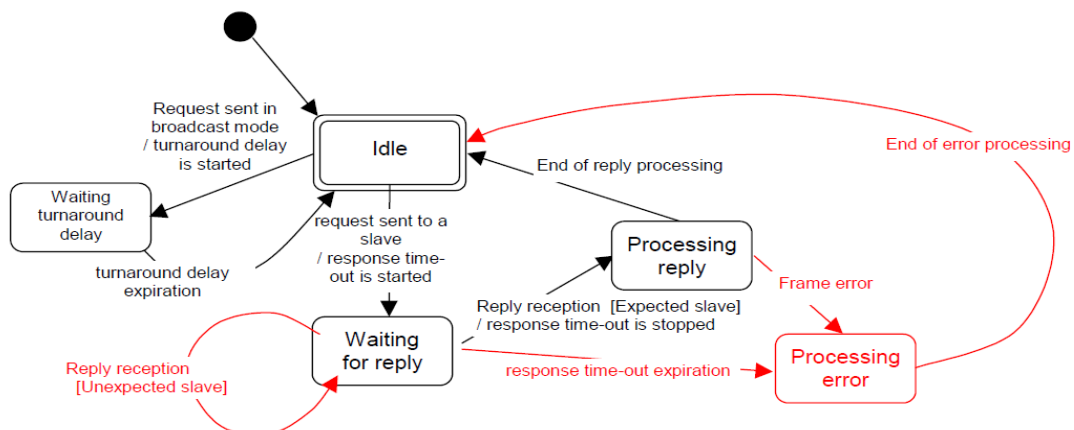 Request sent in
broadcast mode
/ turnaround delay
is started
Idle
End of error processing
End of reply processing
Waiting
turnaround
delay
request sent to a
slave
/ response time-
out is started
Processing
reply
turnaround delay
expiration
Frame error
Reply reception [Expected slave]
/ response time-out is stopped
Waiting
for reply
Reply reception
[Unexpected slave]
response time-out expiration
Processing
error